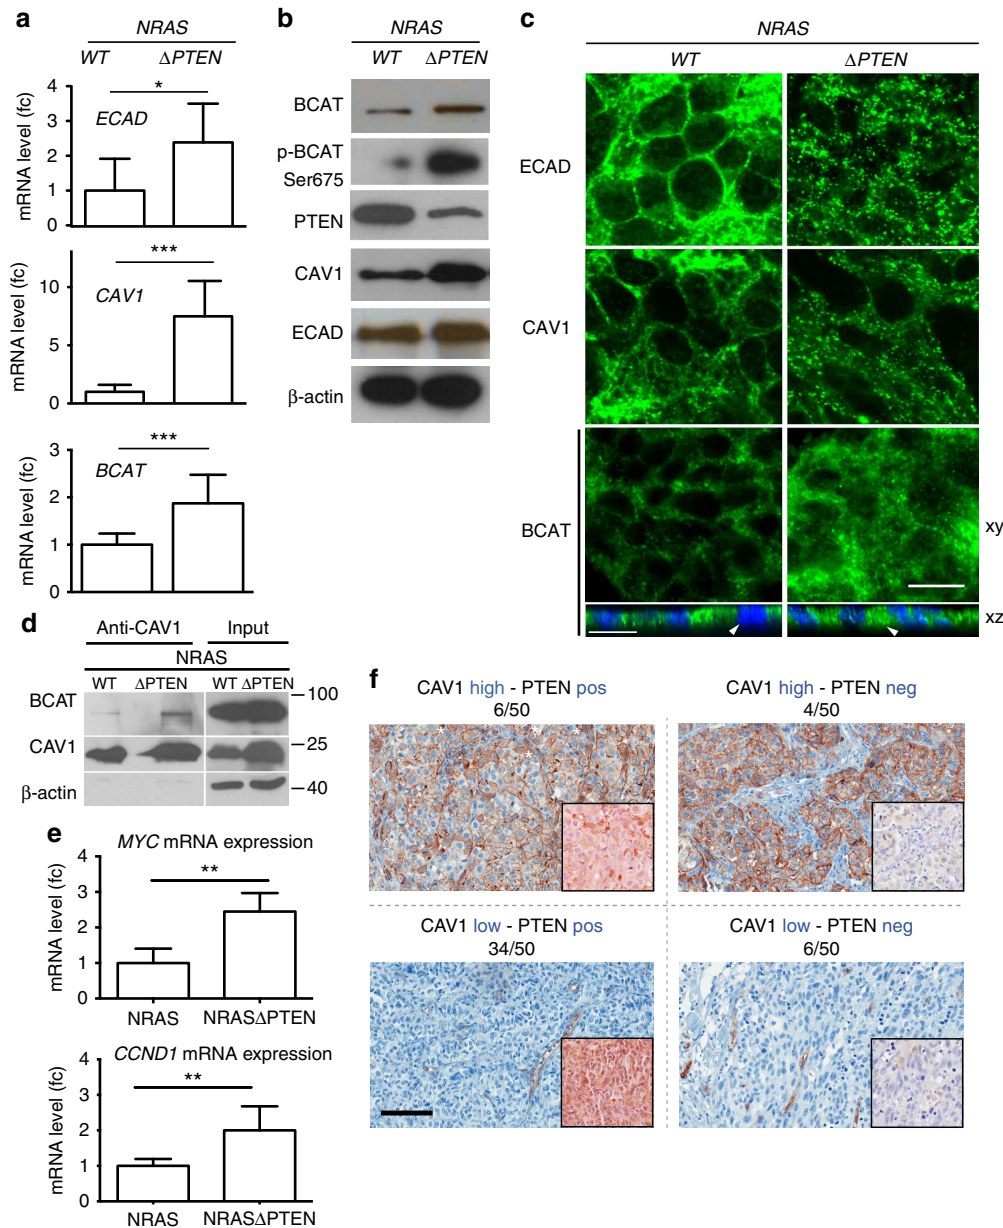 a
NRAS
WT ΔPTEN
mRNA level (fc)
4
3
2
1
0
*
ECAD
mRNA level (fc)
10
5
0
***
CAV1
mRNA level (fc)
3
2
1
0
***
BCAT
b
NRAS
WT ΔPTEN
BCAT
p-BCAT
Ser675
PTEN
CAV1
ECAD
β-actin
c
NRAS
WT ΔPTEN
ECAD
CAV1
BCAT
xy
xz
d
Anti-CAV1 Input
NRAS
WT ΔPTEN WT ΔPTEN
BCAT
100
CAV1
25
β-actin
40
e
MYC mRNA expression
mRNA level (fc)
4
3
2
1
0
**
NRAS NRASΔPTEN
CCND1 mRNA expression
mRNA level (fc)
4
3
2
1
0
**
NRAS NRASΔPTEN
f
CAV1 high - PTEN pos
6/50
* * * *
CAV1 high - PTEN neg
4/50
CAV1 low - PTEN pos
34/50
CAV1 low - PTEN neg
6/50